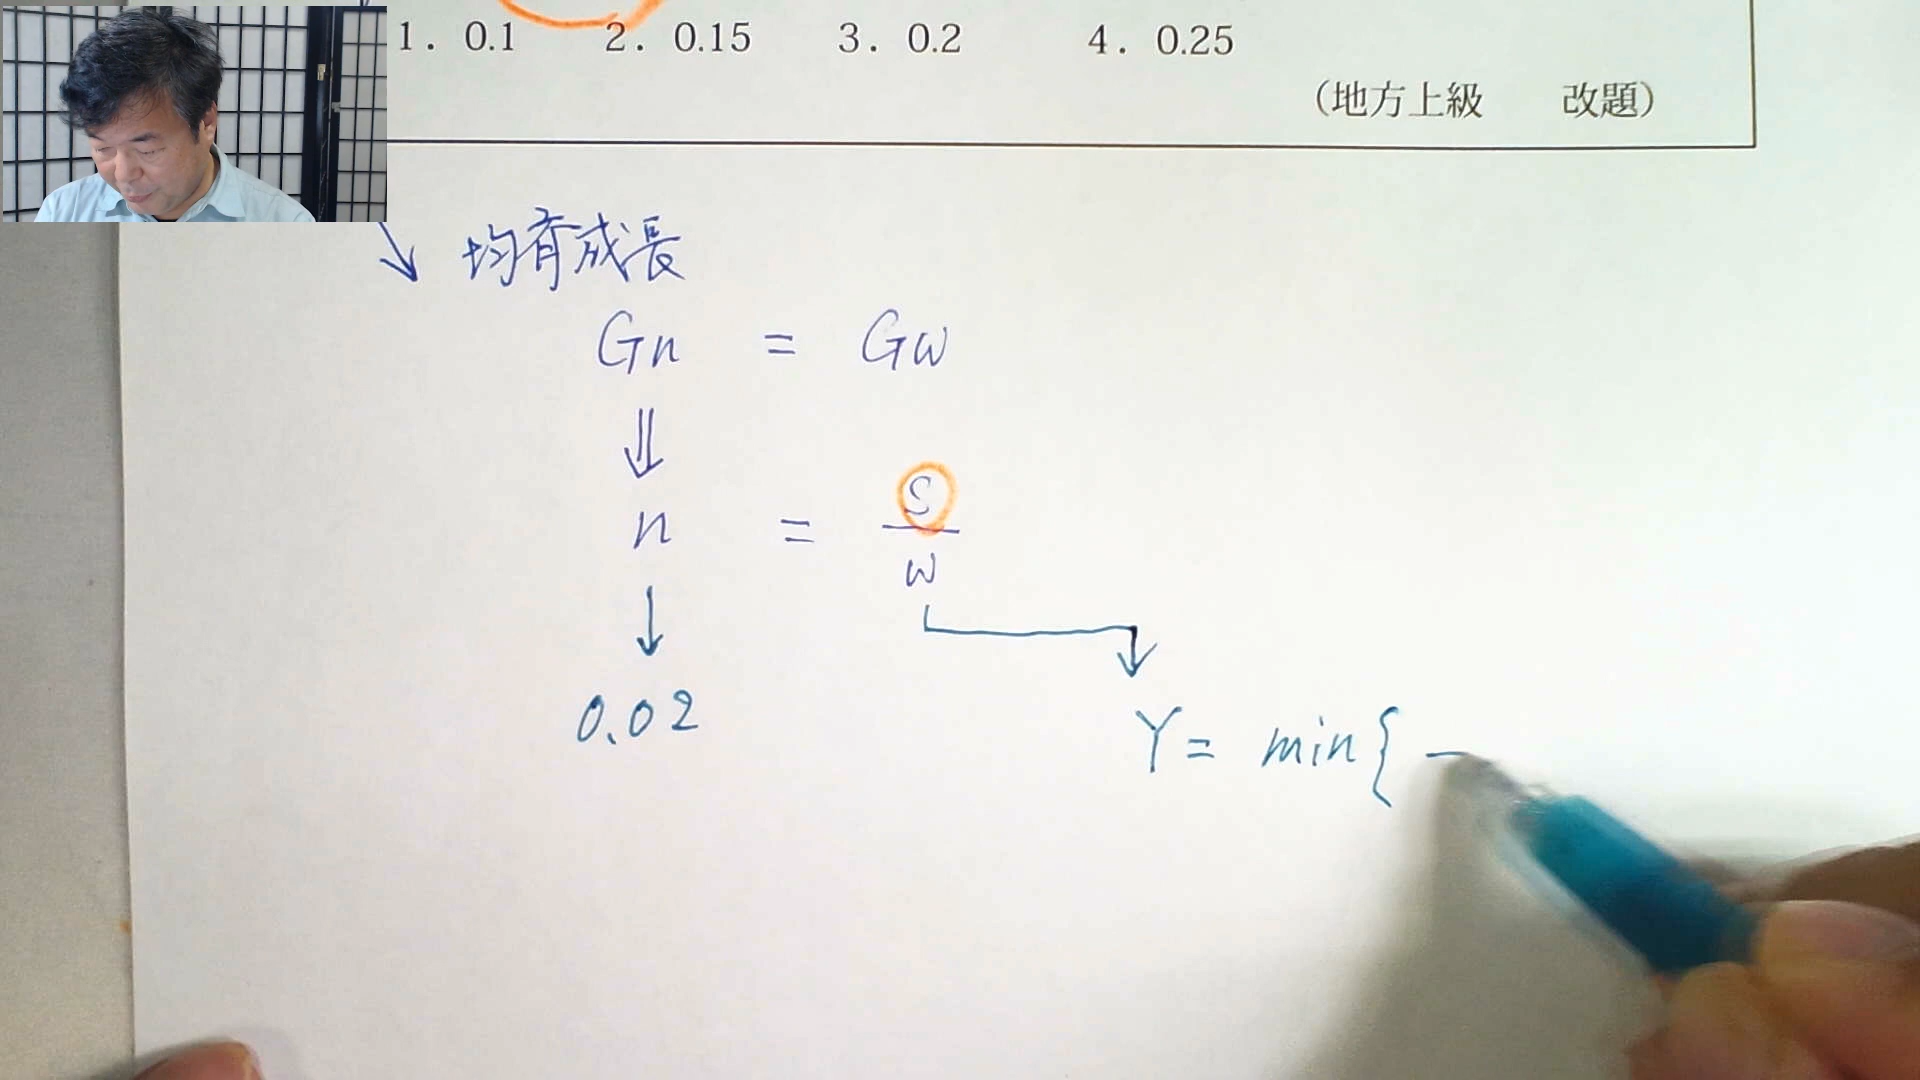 1. 0.1 2. 0.15 3. 0.2 4. 0.25
(地方上級 改題)
↘ 均斉成長
Gn = Gw
⇓
n = s/w
↓
0.02
Y = min{ —